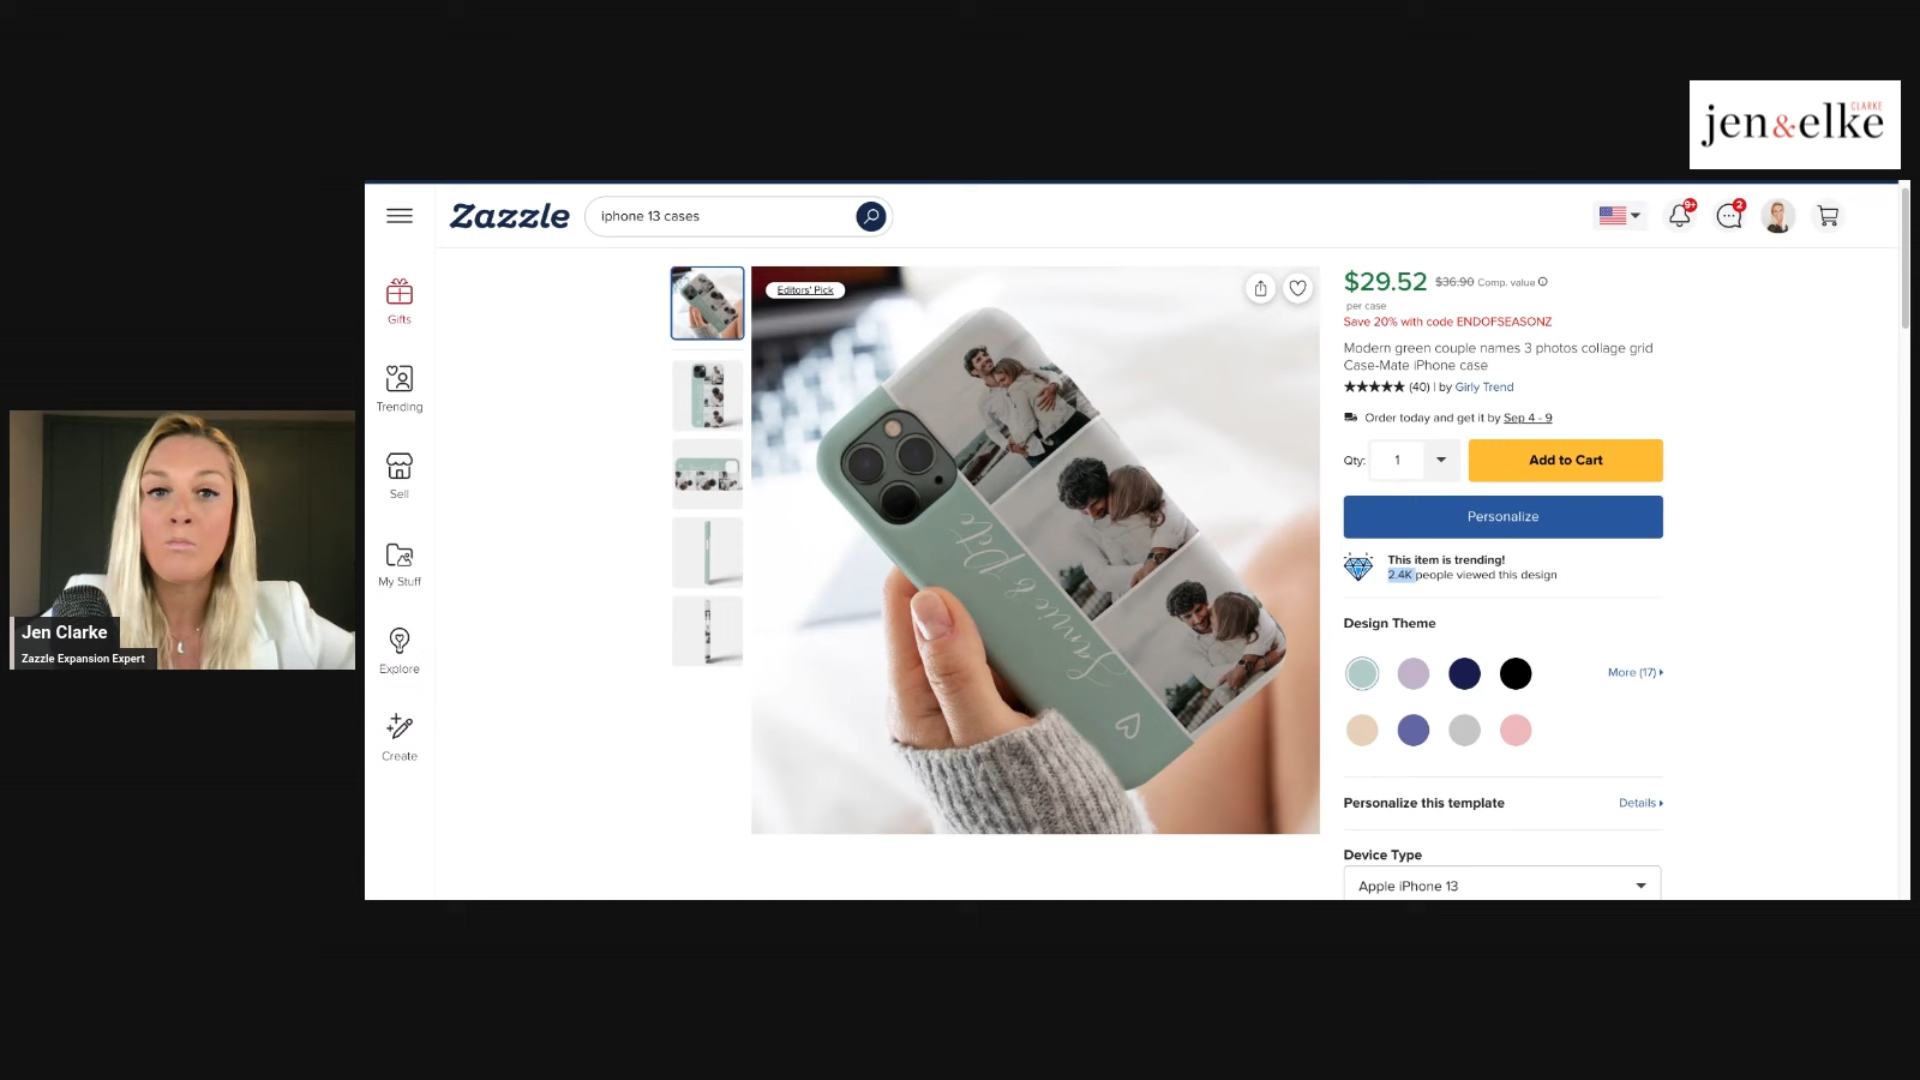 CLARKE
jen&elke
Zazzle
iphone 13 cases
9+
2
Gifts
Trending
Sell
My Stuff
Explore
Create
Editors' Pick
Jamie & Pete
$29.52 $36.90 Comp. value
per case
Save 20% with code ENDOFSEASONZ
Modern green couple names 3 photos collage grid
Case-Mate iPhone case
★★★★★ (40) | by Girly Trend
Order today and get it by Sep 4 - 9
Qty: 1
Add to Cart
Personalize
This item is trending!
2.4K people viewed this design
Design Theme
More (17)
Personalize this template
Details
Device Type
Apple iPhone 13
Jen Clarke
Zazzle Expansion Expert